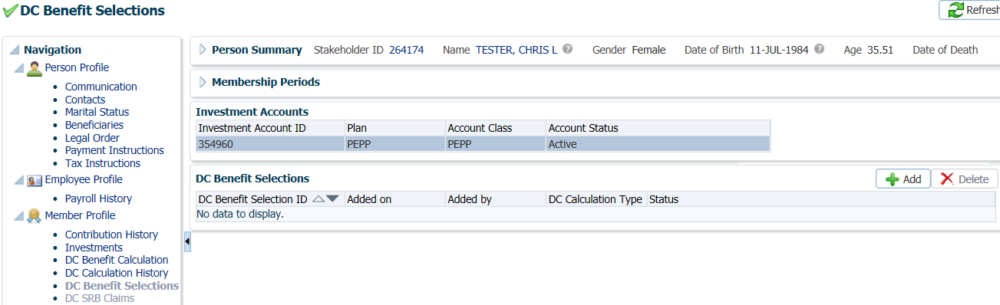 DC Benefit Selections
Refresh
Navigation
Person Profile
Communication
Contacts
Marital Status
Beneficiaries
Legal Order
Payment Instructions
Tax Instructions
Employee Profile
Payroll History
Member Profile
Contribution History
Investments
DC Benefit Calculation
DC Calculation History
DC Benefit Selections
DC SRB Claims
Person Summary Stakeholder ID 264174 Name TESTER, CHRIS L Gender Female Date of Birth 11-JUL-1984 Age 35.51 Date of Death
Membership Periods
Investment Accounts
Investment Account ID Plan Account Class Account Status
354960 PEPP PEPP Active
DC Benefit Selections Add Delete
DC Benefit Selection ID Added on Added by DC Calculation Type Status
No data to display.